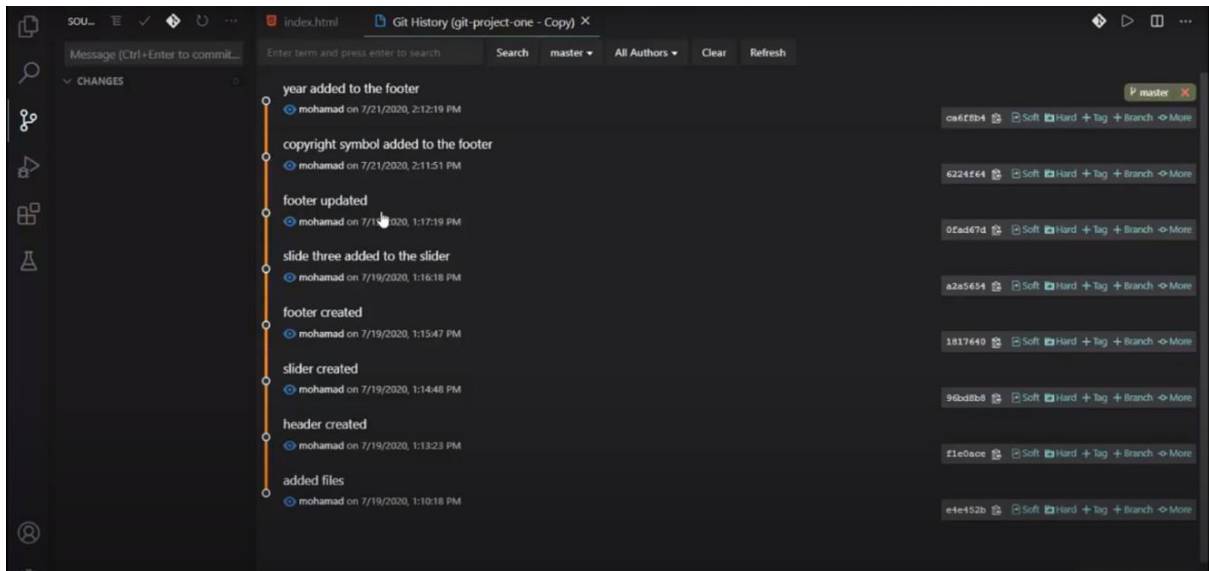 SOU...
index.html
Git History (git-project-one - Copy)
Message (Ctrl+Enter to commit...
Enter term and press enter to search
Search
master
All Authors
Clear
Refresh
CHANGES
0
year added to the footer
master
mohamad on 7/21/2020, 2:12:19 PM
ca6f8b4 Soft Hard + Tag + Branch More
copyright symbol added to the footer
mohamad on 7/21/2020, 2:11:51 PM
6224f64 Soft Hard + Tag + Branch More
footer updated
mohamad on 020, 1:17:19 PM
0fad67d Soft Hard + Tag + Branch More
slide three added to the slider
mohamad on 7/19/2020, 1:16:18 PM
a2a5654 Soft Hard + Tag + Branch More
footer created
mohamad on 7/19/2020, 1:15:47 PM
1817640 Soft Hard + Tag + Branch More
slider created
mohamad on 7/19/2020, 1:14:48 PM
96bd8b8 Soft Hard + Tag + Branch More
header created
mohamad on 7/19/2020, 1:13:23 PM
f1e0ace Soft Hard + Tag + Branch More
added files
mohamad on 7/19/2020, 1:10:18 PM
e4e452b Soft Hard + Tag + Branch More